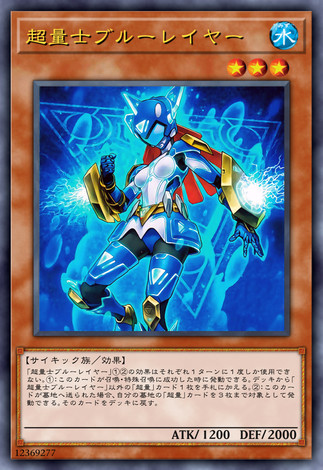 超量士ブルーレイヤー
水
【サイキック族/効果】
「超量士ブルーレイヤー」①②の効果はそれぞれ1ターンに1度しか使用でき
ない。①:このカードが召喚・特殊召喚に成功した時に発動できる。デッキから「
超量士ブルーレイヤー」以外の「超量」カード1枚を手札に加える。②:このカー
ドが墓地へ送られた場合、自分の墓地の「超量」カードを3枚まで対象として発
動できる。そのカードをデッキに戻す。
ATK/1200 DEF/2000
12369277